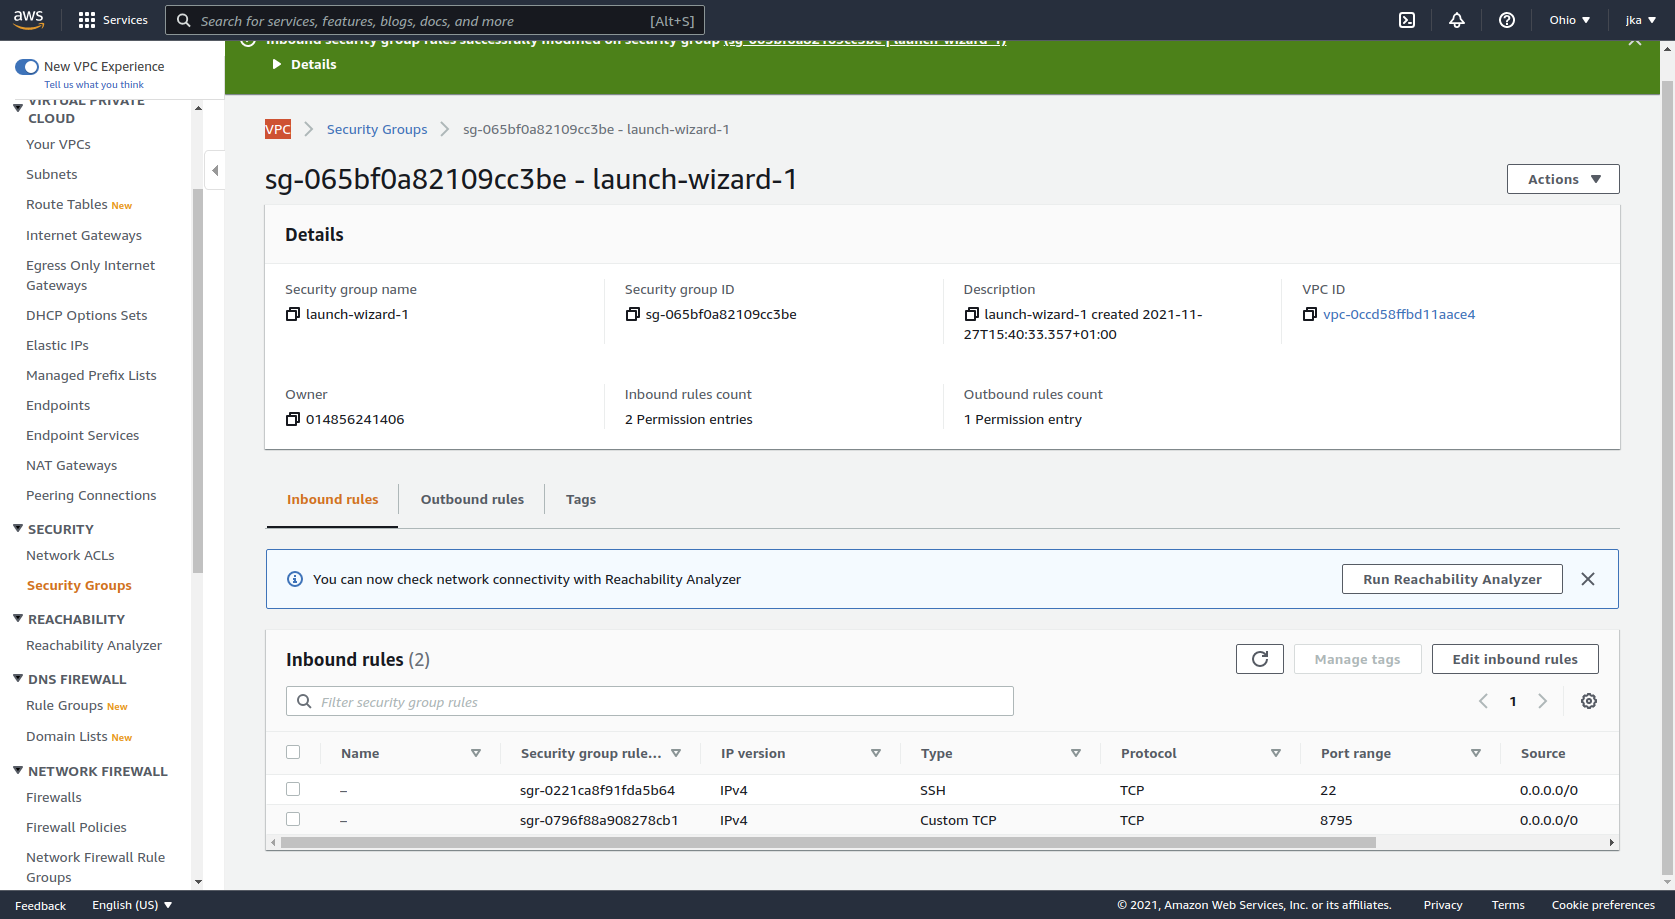 aws
Services
Search for services, features, blogs, docs, and more [Alt+S]
Ohio
jka
New VPC Experience
Tell us what you think
VIRTUAL PRIVATE
CLOUD
Your VPCs
Subnets
Route Tables New
Internet Gateways
Egress Only Internet
Gateways
DHCP Options Sets
Elastic IPs
Managed Prefix Lists
Endpoints
Endpoint Services
NAT Gateways
Peering Connections
SECURITY
Network ACLs
Security Groups
REACHABILITY
Reachability Analyzer
DNS FIREWALL
Rule Groups New
Domain Lists New
NETWORK FIREWALL
Firewalls
Firewall Policies
Network Firewall Rule
Groups
Inbound security group rules successfully modified on security group (sg-065bf0a82109cc3be | launch-wizard-1)
Details
VPC
Security Groups
sg-065bf0a82109cc3be - launch-wizard-1
sg-065bf0a82109cc3be - launch-wizard-1
Actions
Details
Security group name
launch-wizard-1
Security group ID
sg-065bf0a82109cc3be
Description
launch-wizard-1 created 2021-11-
27T15:40:33.357+01:00
VPC ID
vpc-0ccd58ffbd11aace4
Owner
014856241406
Inbound rules count
2 Permission entries
Outbound rules count
1 Permission entry
Inbound rules
Outbound rules
Tags
You can now check network connectivity with Reachability Analyzer
Run Reachability Analyzer
Inbound rules (2)
Manage tags
Edit inbound rules
Filter security group rules
1
Name Security group rule... IP version Type Protocol Port range Source
– sgr-0221ca8f91fda5b64 IPv4 SSH TCP 22 0.0.0.0/0
– sgr-0796f88a908278cb1 IPv4 Custom TCP TCP 8795 0.0.0.0/0
Feedback
English (US)
© 2021, Amazon Web Services, Inc. or its affiliates.
Privacy
Terms
Cookie preferences